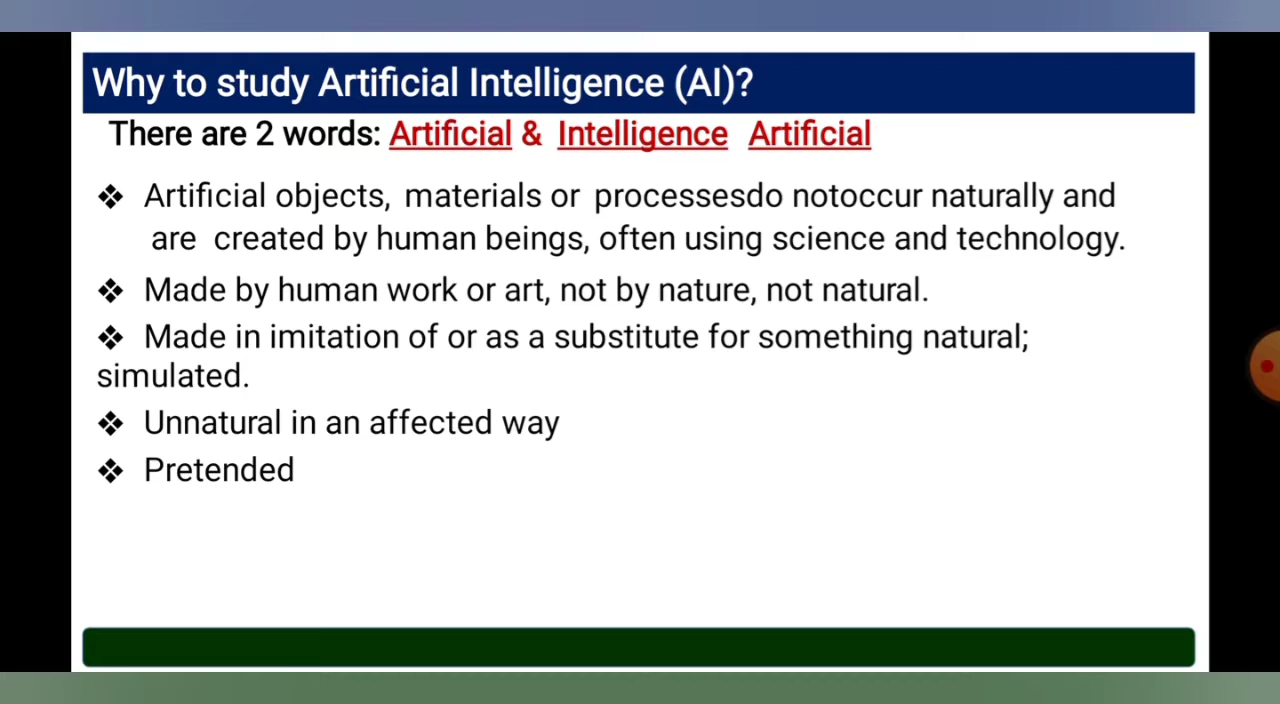 Why to study Artificial Intelligence (AI)?
There are 2 words: Artificial & Intelligence Artificial
❖ Artificial objects, materials or processesdo notoccur naturally and
are created by human beings, often using science and technology.
❖ Made by human work or art, not by nature, not natural.
❖ Made in imitation of or as a substitute for something natural;
simulated.
❖ Unnatural in an affected way
❖ Pretended